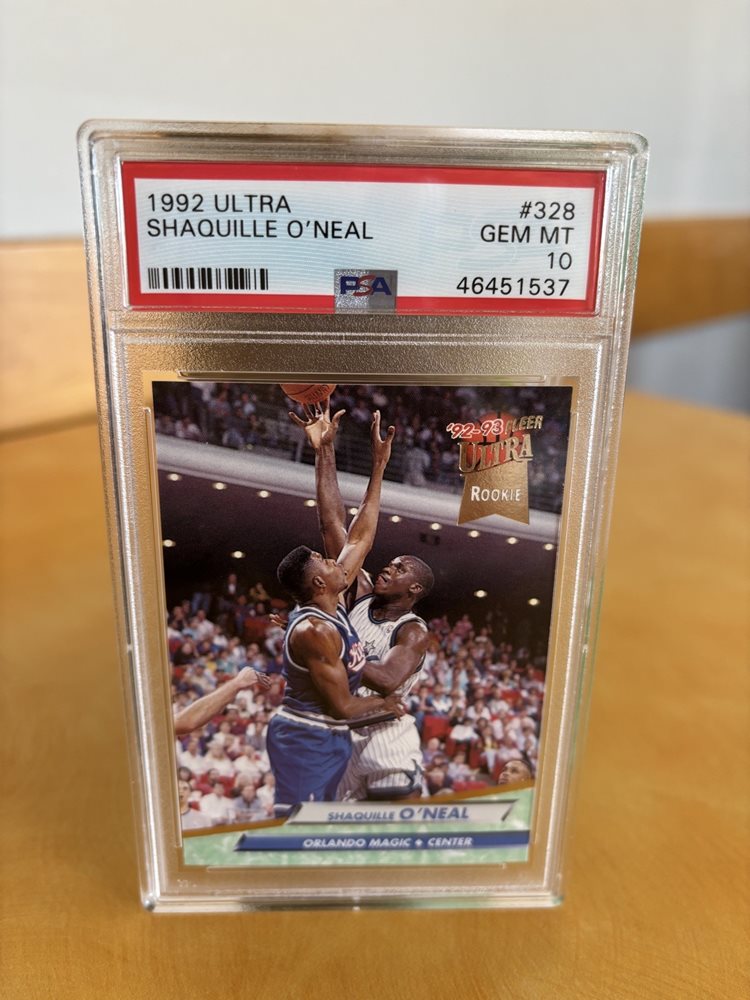 1992 ULTRA
SHAQUILLE O'NEAL
#328
GEM MT
10
46451537
PSA
'92-93 FLEER
ULTRA
ROOKIE
SHAQUILLE O'NEAL
ORLANDO MAGIC • CENTER